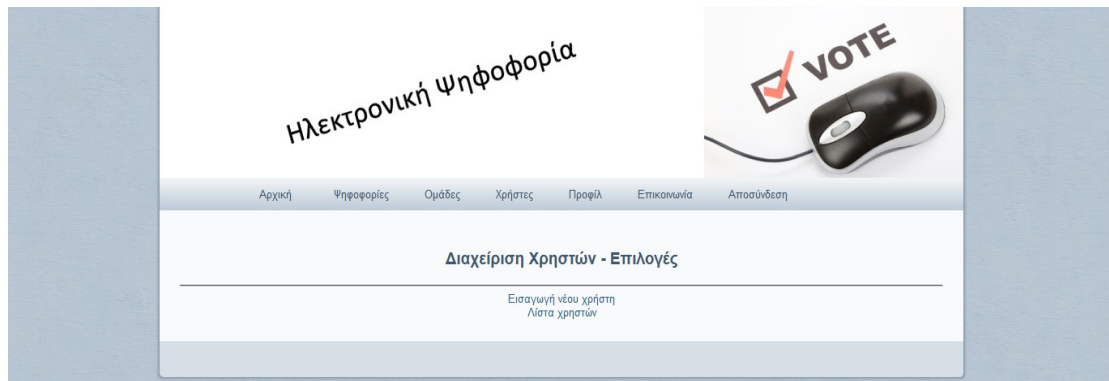 Ηλεκτρονική Ψηφοφορία
VOTE
Αρχική Ψηφοφορίες Ομάδες Χρήστες Προφίλ Επικοινωνία Αποσύνδεση
Διαχείριση Χρηστών - Επιλογές
Εισαγωγή νέου χρήστη
Λίστα χρηστών